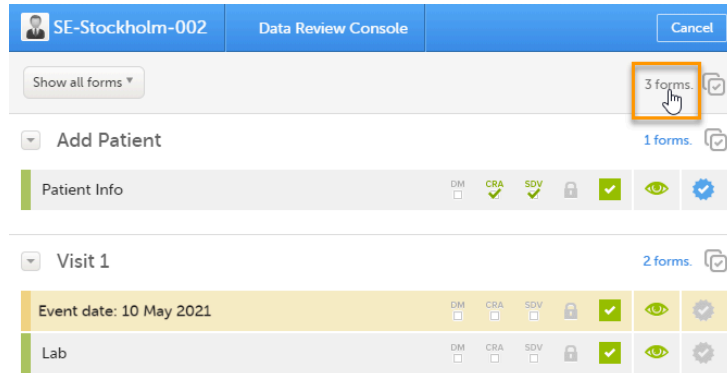 SE-Stockholm-002 Data Review Console Cancel
Show all forms 3 forms.
Add Patient 1 forms.
Patient Info DM CRA SDV
Visit 1 2 forms.
Event date: 10 May 2021 DM CRA SDV
Lab DM CRA SDV